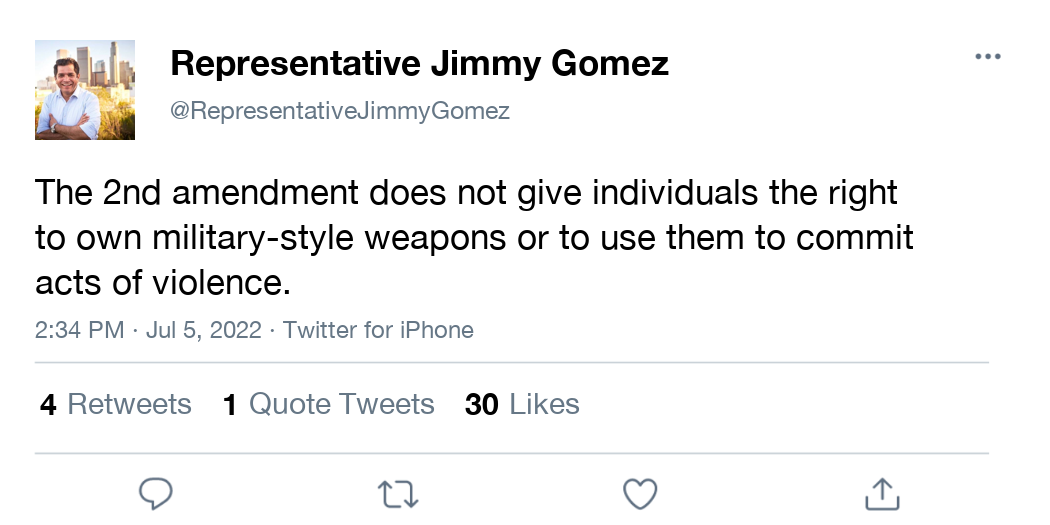 Representative Jimmy Gomez
@RepresentativeJimmyGomez
The 2nd amendment does not give individuals the right
to own military-style weapons or to use them to commit
acts of violence.
2:34 PM · Jul 5, 2022 · Twitter for iPhone
4 Retweets 1 Quote Tweets 30 Likes